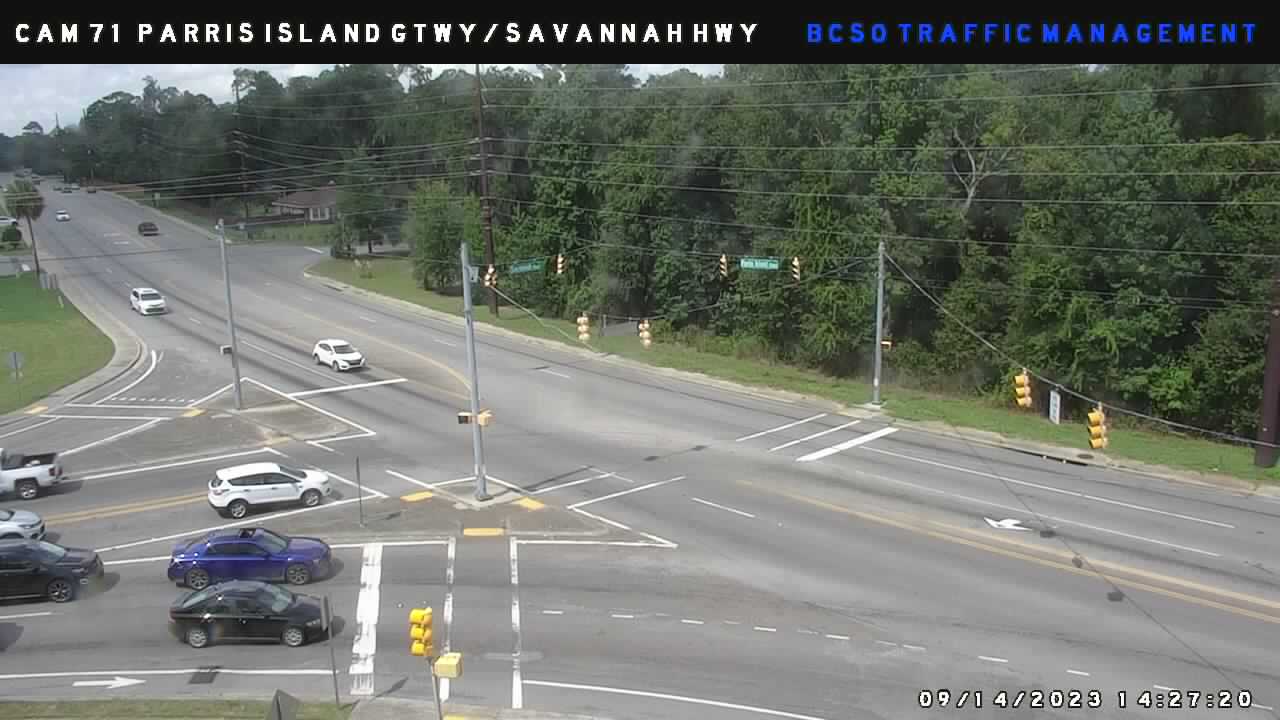 CAM 71 PARRIS ISLAND GTWY/SAVANNAH HWY
BCSO TRAFFIC MANAGEMENT
09/14/2023 14:27:20